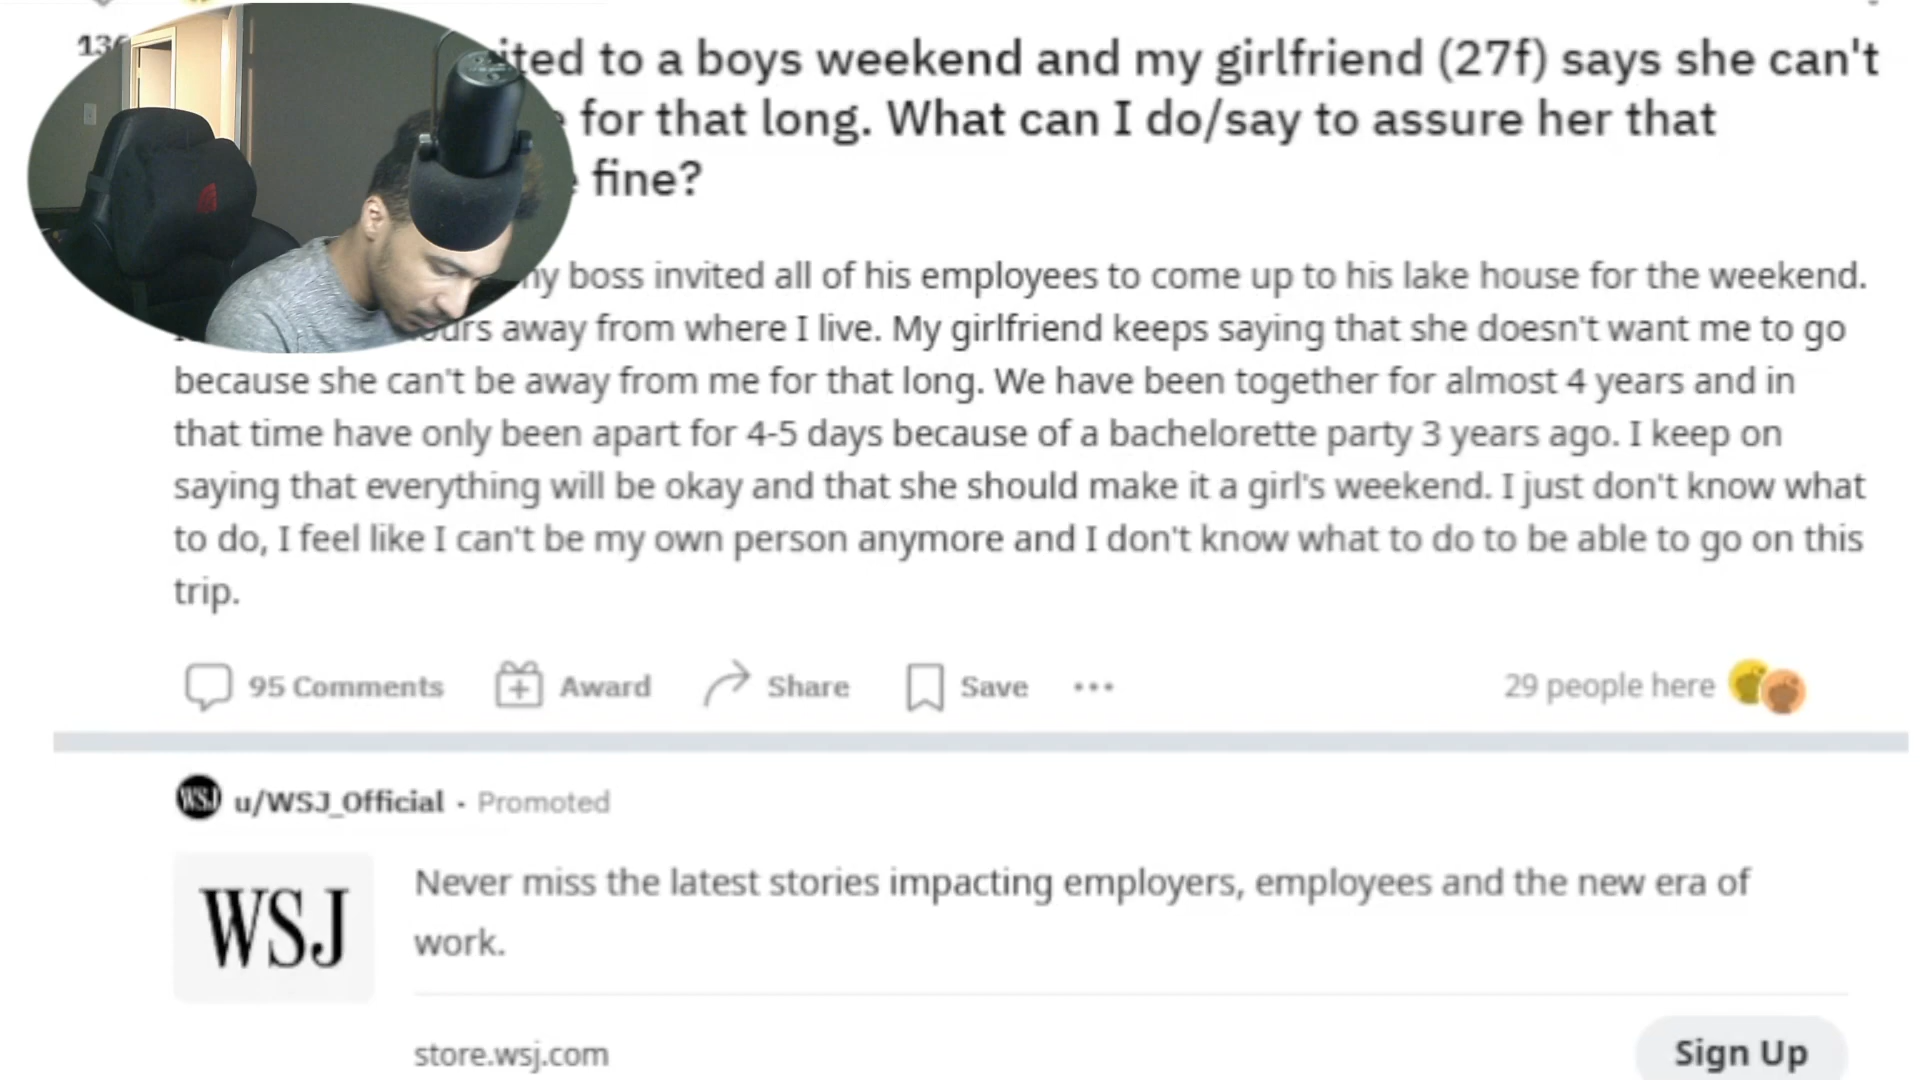 ited to a boys weekend and my girlfriend (27f) says she can't
for that long. What can I do/say to assure her that
fine?
my boss invited all of his employees to come up to his lake house for the weekend.
away from where I live. My girlfriend keeps saying that she doesn't want me to go
because she can't be away from me for that long. We have been together for almost 4 years and in
that time have only been apart for 4-5 days because of a bachelorette party 3 years ago. I keep on
saying that everything will be okay and that she should make it a girl's weekend. I just don't know what
to do, I feel like I can't be my own person anymore and I don't know what to do to be able to go on this
trip.
95 Comments Award Share Save ••• 29 people here
WSJ u/WSJ_Official · Promoted
WSJ
Never miss the latest stories impacting employers, employees and the new era of
work.
store.wsj.com
Sign Up